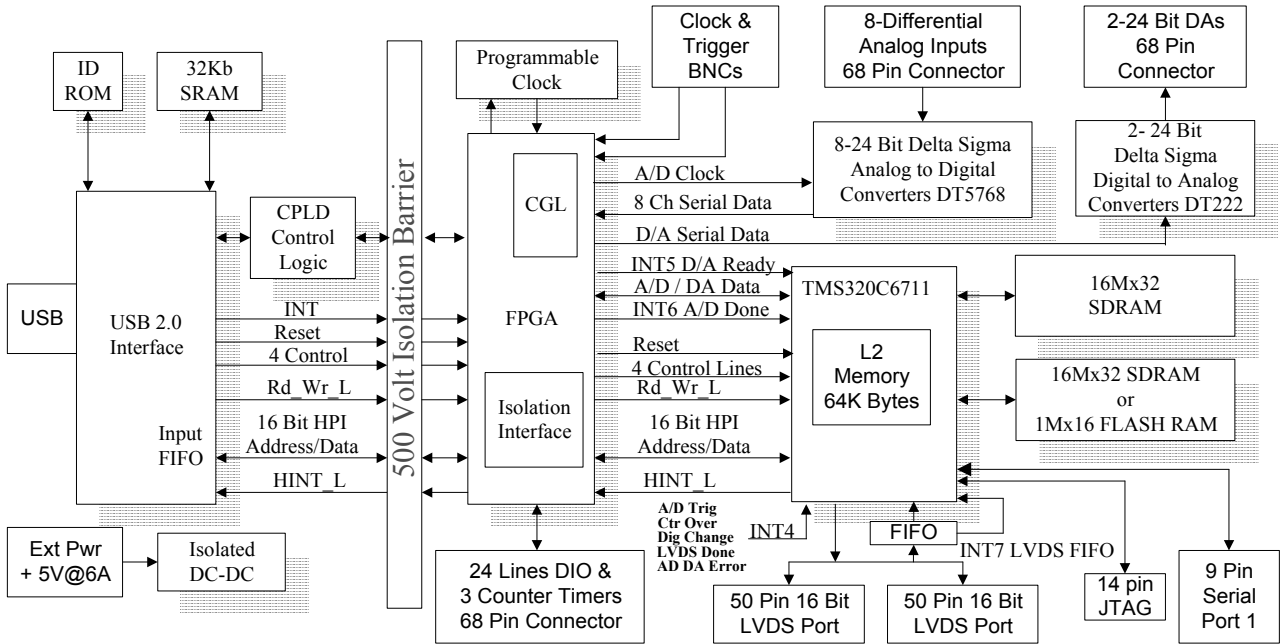 ID
ROM
32Kb
SRAM
Programmable
Clock
Clock &
Trigger
BNCs
8-Differential
Analog Inputs
68 Pin Connector
2-24 Bit DAs
68 Pin
Connector
CPLD
Control
Logic
500 Volt Isolation Barrier
CGL
A/D Clock
8 Ch Serial Data
D/A Serial Data
8-24 Bit Delta Sigma
Analog to Digital
Converters DT5768
2- 24 Bit
Delta Sigma
Digital to Analog
Converters DT222
USB
USB 2.0
Interface
Input
FIFO
INT
Reset
4 Control
Rd_Wr_L
16 Bit HPI
Address/Data
HINT_L
FPGA
Isolation
Interface
INT5 D/A Ready
A/D / DA Data
INT6 A/D Done
Reset
4 Control Lines
Rd_Wr_L
16 Bit HPI
Address/Data
HINT_L
TMS320C6711
L2
Memory
64K Bytes
16Mx32
SDRAM
16Mx32 SDRAM
or
1Mx16 FLASH RAM
Ext Pwr
+ 5V@6A
Isolated
DC-DC
24 Lines DIO &
3 Counter Timers
68 Pin Connector
A/D Trig
Ctr Over
Dig Change
LVDS Done
AD DA Error
INT4
FIFO
INT7 LVDS FIFO
50 Pin 16 Bit
LVDS Port
50 Pin 16 Bit
LVDS Port
14 pin
JTAG
9 Pin
Serial
Port 1